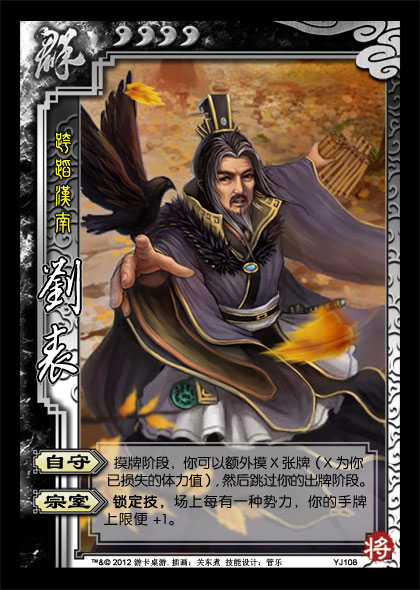 群
跨蹈漢南
劉表
自守 摸牌阶段，你可以额外摸 X 张牌（X 为你
已损失的体力值），然后跳过你的出牌阶段。
宗室 锁定技，场上每有一种势力，你的手牌
上限便 +1。
™&© 2012 游卡桌游. 插画：关东煮 技能设计：管乐 YJ108
将